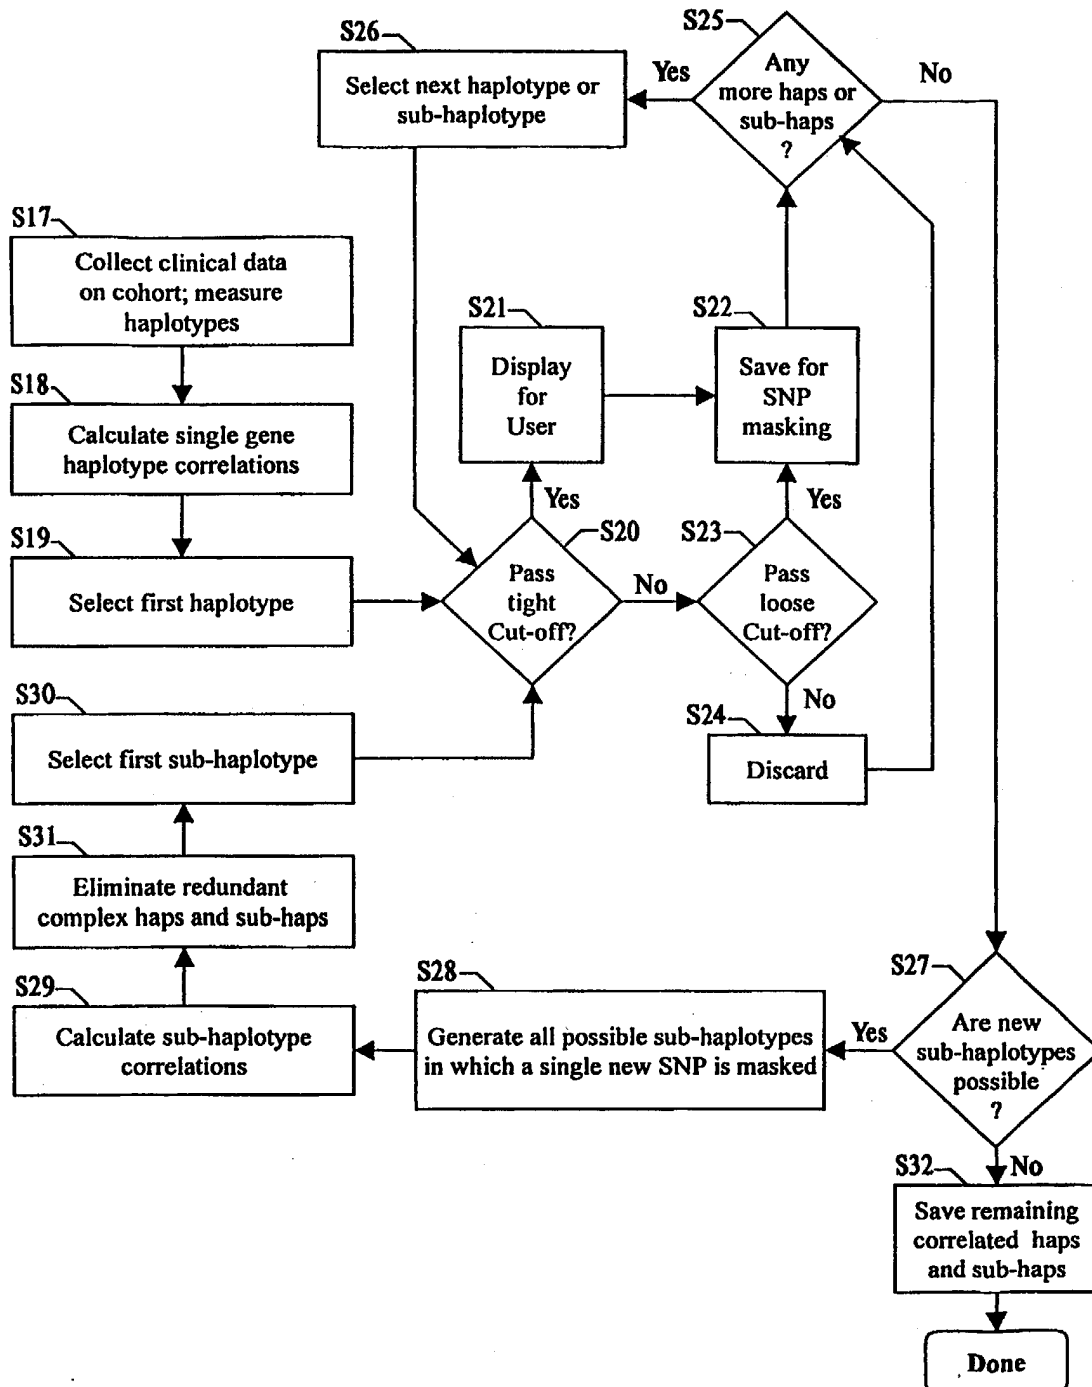 S26
Select next haplotype or
sub-haplotype
S25
Any
more haps or
sub-haps
?
Yes
No
S17
Collect clinical data
on cohort; measure
haplotypes
S18
Calculate single gene
haplotype correlations
S19
Select first haplotype
S21
Display
for
User
S22
Save for
SNP
masking
Yes
Yes
S20
Pass
tight
Cut-off?
No
S23
Pass
loose
Cut-off?
No
S24
Discard
S30
Select first sub-haplotype
S31
Eliminate redundant
complex haps and sub-haps
S29
Calculate sub-haplotype
correlations
S28
Generate all possible sub-haplotypes
in which a single new SNP is masked
Yes
S27
Are new
sub-haplotypes
possible
?
No
S32
Save remaining
correlated haps
and sub-haps
Done